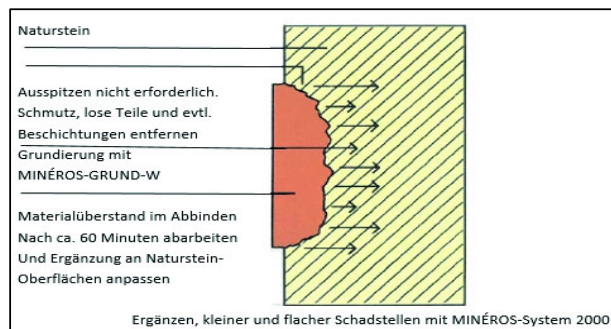 Naturstein
Ausspitzen nicht erforderlich.
Schmutz, lose Teile und evtl.
Beschichtungen entfernen
Grundierung mit
MINÉROS-GRUND-W
Materialüberstand im Abbinden
Nach ca. 60 Minuten abarbeiten
Und Ergänzung an Naturstein-
Oberflächen anpassen
Ergänzen, kleiner und flacher Schadstellen mit MINÉROS-System 2000